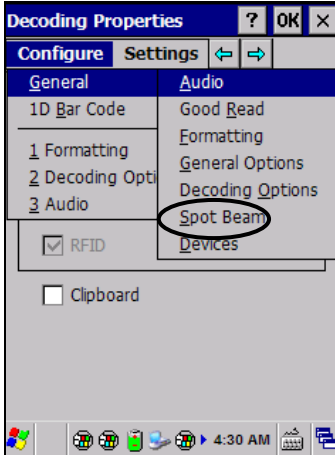 Decoding Properties ? OK ×
Configure Settings
General
1D Bar Code
1 Formatting
2 Decoding Opti
3 Audio
Audio
Good Read
Formatting
General Options
Decoding Options
Spot Beam
Devices
RFID
Clipboard
4:30 AM